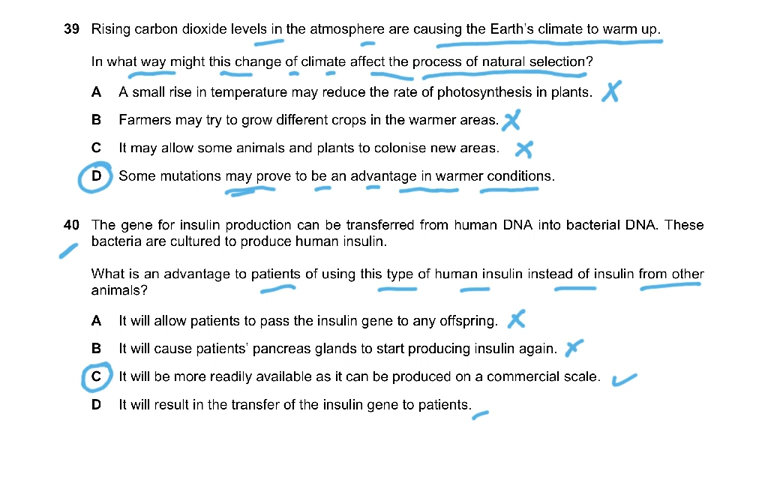 39 Rising carbon dioxide levels in the atmosphere are causing the Earth's climate to warm up.
In what way might this change of climate affect the process of natural selection?
A A small rise in temperature may reduce the rate of photosynthesis in plants.
B Farmers may try to grow different crops in the warmer areas.
C It may allow some animals and plants to colonise new areas.
D Some mutations may prove to be an advantage in warmer conditions.
40 The gene for insulin production can be transferred from human DNA into bacterial DNA. These
bacteria are cultured to produce human insulin.
What is an advantage to patients of using this type of human insulin instead of insulin from other
animals?
A It will allow patients to pass the insulin gene to any offspring.
B It will cause patients' pancreas glands to start producing insulin again.
C It will be more readily available as it can be produced on a commercial scale.
D It will result in the transfer of the insulin gene to patients.